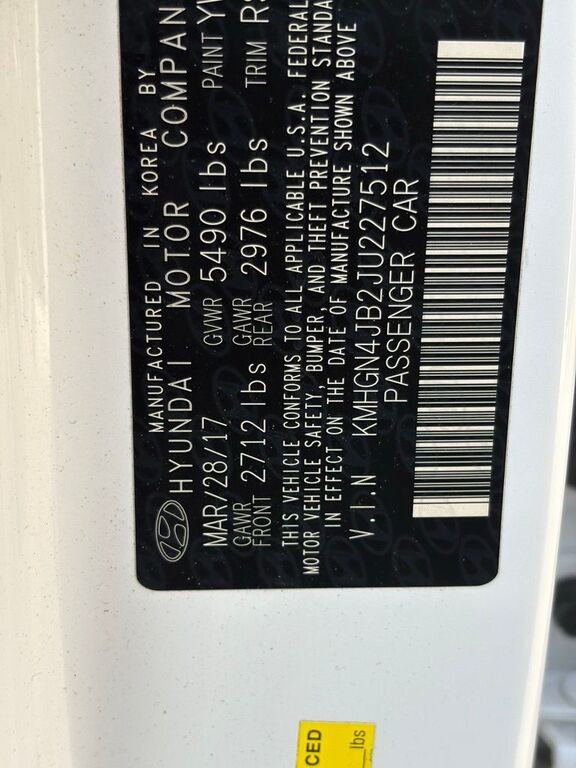 MANUFACTURED IN KOREA BY
HYUNDAI MOTOR COMPAN
MAR/28/17 GVWR 5490 lbs PAINT
GAWR FRONT 2712 lbs GAWR REAR 2976 lbs TRIM
THIS VEHICLE CONFORMS TO ALL APPLICABLE U.S.A. FEDERAL
MOTOR VEHICLE SAFETY, BUMPER, AND THEFT PREVENTION STANDA
IN EFFECT ON THE DATE OF MANUFACTURE SHOWN ABOVE
V.I.N KMHGN4JB2JU227512
PASSENGER CAR
CED
lbs